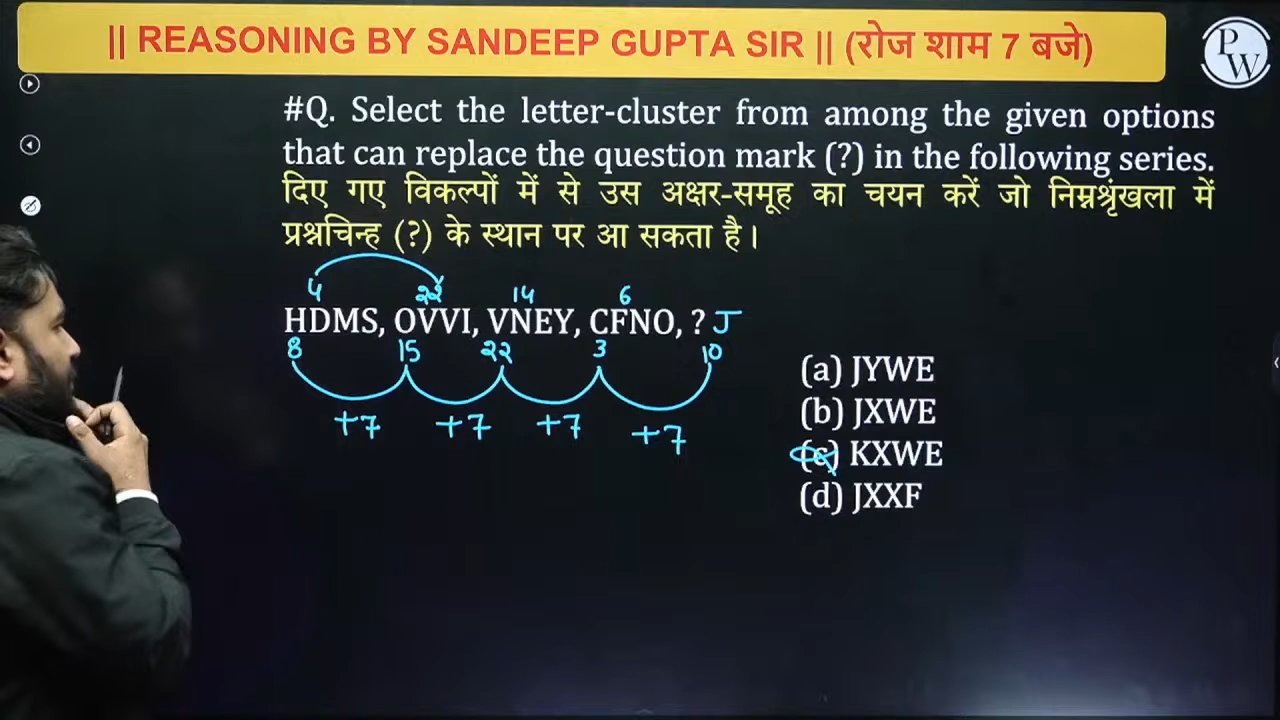 || REASONING BY SANDEEP GUPTA SIR || (रोज शाम 7 बजे)
PW
#Q. Select the letter-cluster from among the given options
that can replace the question mark (?) in the following series.
दिए गए विकल्पों में से उस अक्षर-समूह का चयन करें जो निम्नश्रृंखला में
प्रश्नचिन्ह (?) के स्थान पर आ सकता है।
4 22 14 6
HDMS, OVVI, VNEY, CFNO, ? J
8 15 22 3 10
+7 +7 +7 +7
(a) JYWE
(b) JXWE
(c) KXWE
(d) JXXF